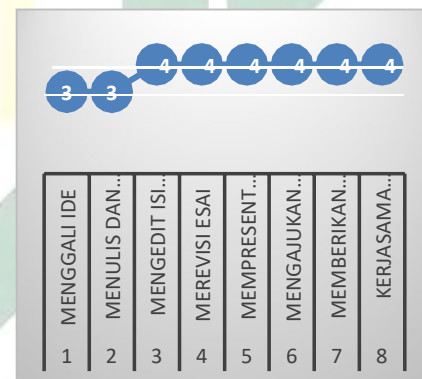 3 3 4 4 4 4 4 4
MENGGALI IDE
MENULIS DAN...
MENGEDIT ISI...
MEREVISI ESAI
MEMPRESENT...
MENGAJUKAN...
MEMBERIKAN...
KERJASAMA...
1 2 3 4 5 6 7 8